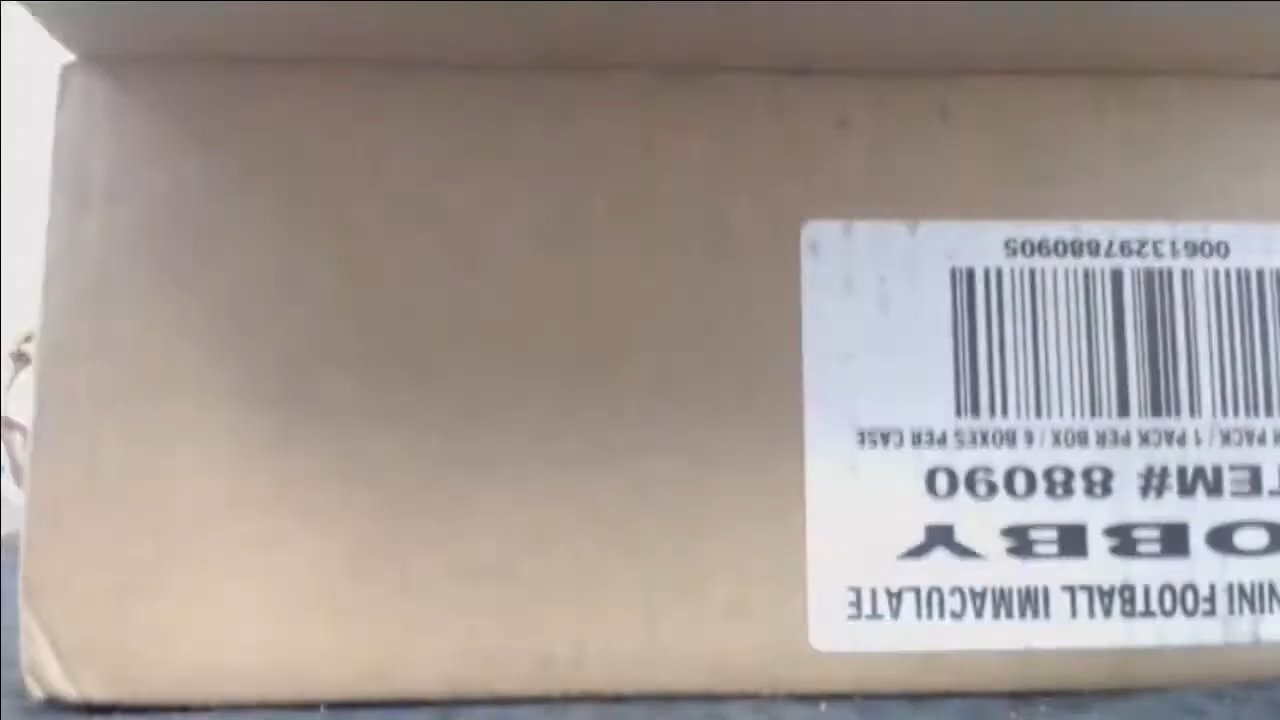 NINI FOOTBALL IMMACULATE
OBBY
TEM# 88090
PACK / 1 PACK PER BOX / 6 BOXES PER CASE
00613297880905